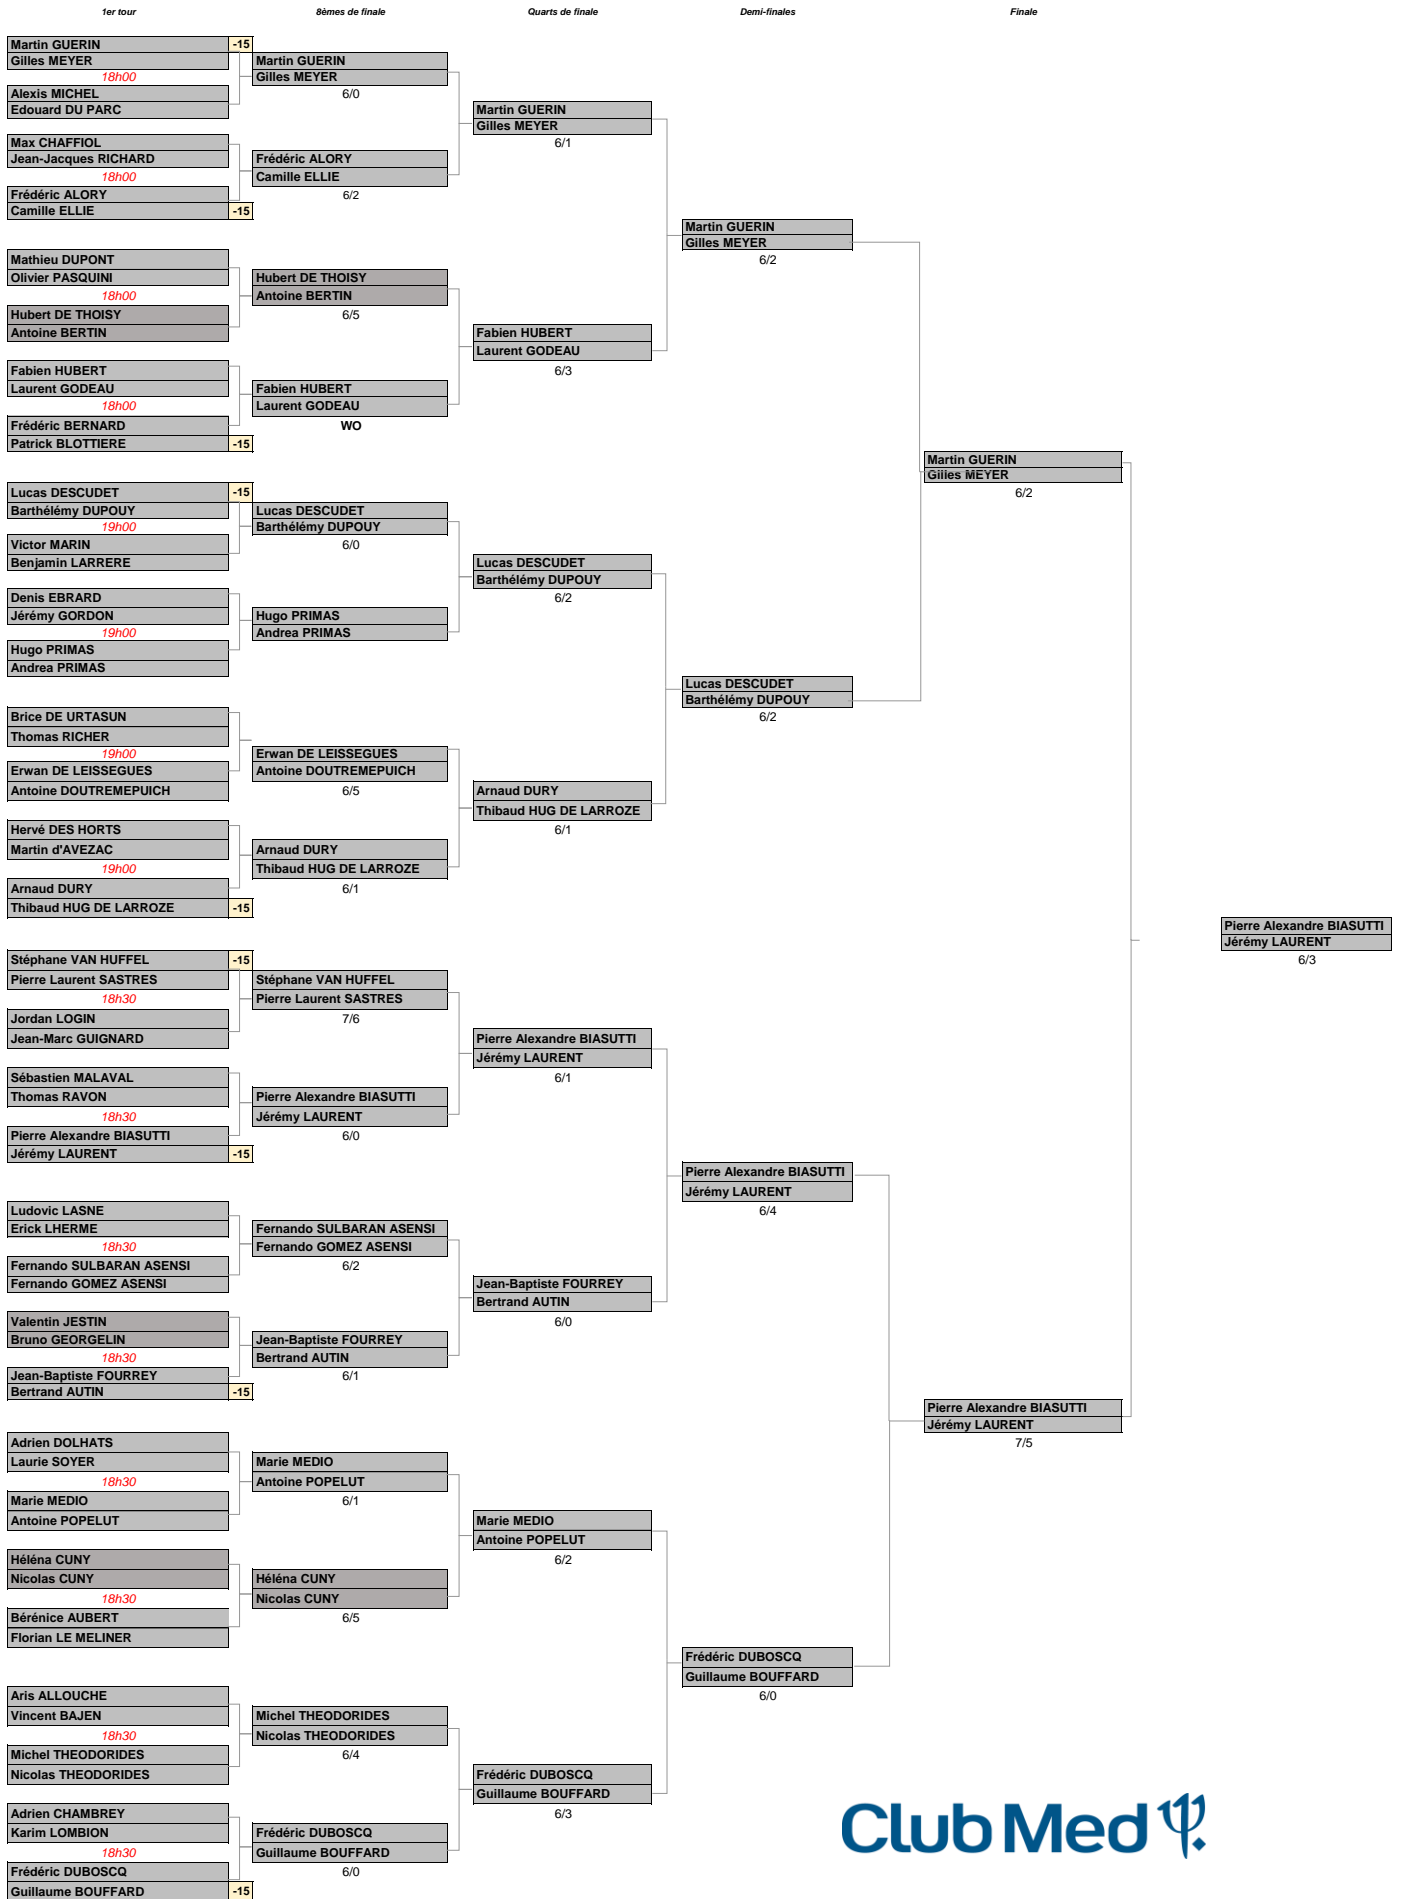 1er tour
8èmes de finale
Quarts de finale
Demi-finales
Finale
Martin GUERIN -15
Gilles MEYER
18h00
Alexis MICHEL
Edouard DU PARC
Max CHAFFIOL
Jean-Jacques RICHARD
18h00
Frédéric ALORY
Camille ELLIE -15
Mathieu DUPONT
Olivier PASQUINI
18h00
Hubert DE THOISY
Antoine BERTIN
Fabien HUBERT
Laurent GODEAU
18h00
Frédéric BERNARD
Patrick BLOTTIERE -15
Lucas DESCUDET -15
Barthélémy DUPOUY
19h00
Victor MARIN
Benjamin LARRERE
Denis EBRARD
Jérémy GORDON
19h00
Hugo PRIMAS
Andrea PRIMAS
Brice DE URTASUN
Thomas RICHER
19h00
Erwan DE LEISSEGUES
Antoine DOUTREMEPUICH
Hervé DES HORTS
Martin d'AVEZAC
19h00
Arnaud DURY
Thibaud HUG DE LARROZE -15
Stéphane VAN HUFFEL -15
Pierre Laurent SASTRES
18h30
Jordan LOGIN
Jean-Marc GUIGNARD
Sébastien MALAVAL
Thomas RAVON
18h30
Pierre Alexandre BIASUTTI
Jérémy LAURENT -15
Ludovic LASNE
Erick LHERME
18h30
Fernando SULBARAN ASENSI
Fernando GOMEZ ASENSI
Valentin JESTIN
Bruno GEORGELIN
18h30
Jean-Baptiste FOURREY
Bertrand AUTIN -15
Adrien DOLHATS
Laurie SOYER
18h30
Marie MEDIO
Antoine POPELUT
Héléna CUNY
Nicolas CUNY
18h30
Bérénice AUBERT
Florian LE MELINER
Aris ALLOUCHE
Vincent BAJEN
18h30
Michel THEODORIDES
Nicolas THEODORIDES
Adrien CHAMBREY
Karim LOMBION
18h30
Frédéric DUBOSCQ
Guillaume BOUFFARD -15
Martin GUERIN
Gilles MEYER
6/0
Frédéric ALORY
Camille ELLIE
6/2
Hubert DE THOISY
Antoine BERTIN
6/5
Fabien HUBERT
Laurent GODEAU
WO
Lucas DESCUDET
Barthélémy DUPOUY
6/0
Hugo PRIMAS
Andrea PRIMAS
Erwan DE LEISSEGUES
Antoine DOUTREMEPUICH
6/5
Arnaud DURY
Thibaud HUG DE LARROZE
6/1
Stéphane VAN HUFFEL
Pierre Laurent SASTRES
7/6
Pierre Alexandre BIASUTTI
Jérémy LAURENT
6/0
Fernando SULBARAN ASENSI
Fernando GOMEZ ASENSI
6/2
Jean-Baptiste FOURREY
Bertrand AUTIN
6/1
Marie MEDIO
Antoine POPELUT
6/1
Héléna CUNY
Nicolas CUNY
6/5
Michel THEODORIDES
Nicolas THEODORIDES
6/4
Frédéric DUBOSCQ
Guillaume BOUFFARD
6/0
Martin GUERIN
Gilles MEYER
6/1
Fabien HUBERT
Laurent GODEAU
6/3
Lucas DESCUDET
Barthélémy DUPOUY
6/2
Arnaud DURY
Thibaud HUG DE LARROZE
6/1
Pierre Alexandre BIASUTTI
Jérémy LAURENT
6/1
Jean-Baptiste FOURREY
Bertrand AUTIN
6/0
Marie MEDIO
Antoine POPELUT
6/2
Frédéric DUBOSCQ
Guillaume BOUFFARD
6/3
Martin GUERIN
Gilles MEYER
6/2
Lucas DESCUDET
Barthélémy DUPOUY
6/2
Pierre Alexandre BIASUTTI
Jérémy LAURENT
6/4
Frédéric DUBOSCQ
Guillaume BOUFFARD
6/0
Martin GUERIN
Gilles MEYER
6/2
Pierre Alexandre BIASUTTI
Jérémy LAURENT
7/5
Pierre Alexandre BIASUTTI
Jérémy LAURENT
6/3
Club Med